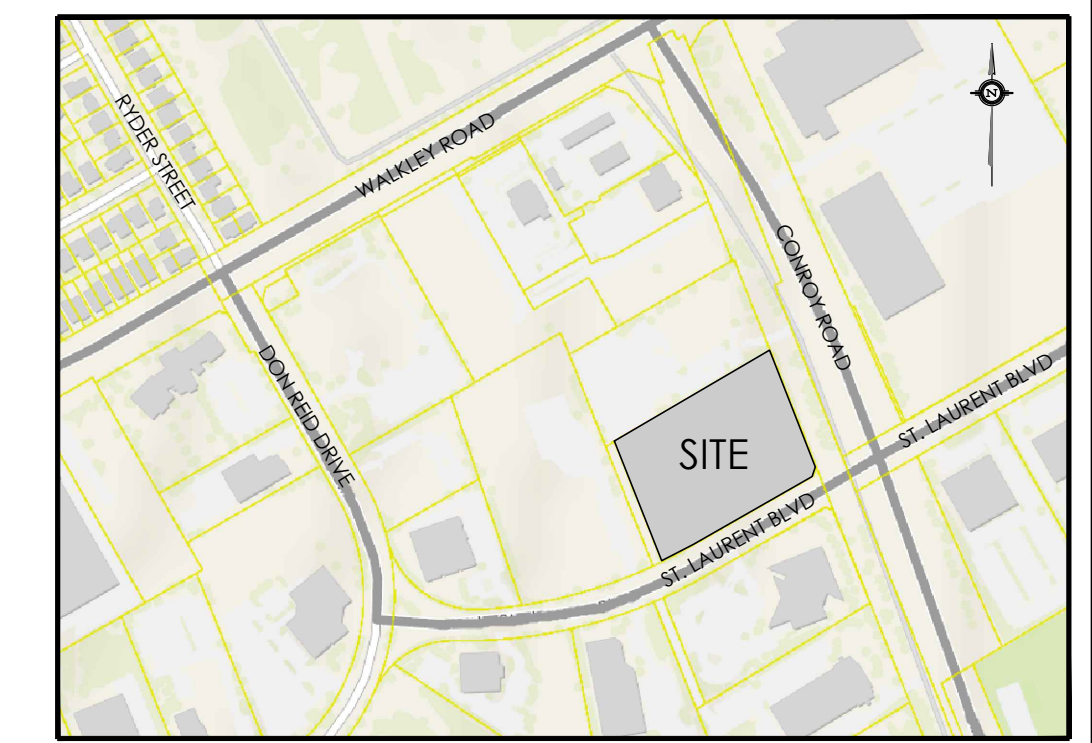 RYDER STREET
WALKLEY ROAD
N
CONROY ROAD
DON REID DRIVE
ST. LAURENT BLVD
SITE
ST. LAURENT BLVD